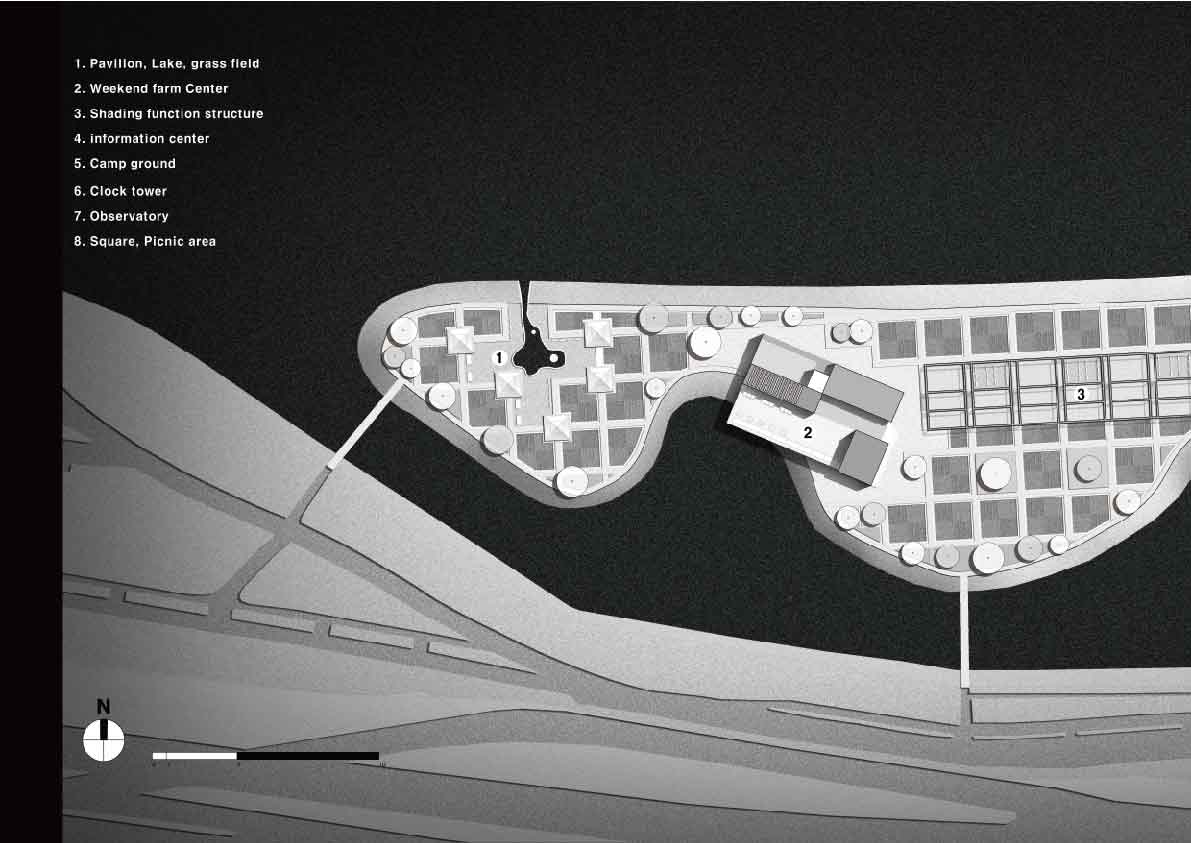 1. Pavilion, Lake, grass field
2. Weekend farm Center
3. Shading function structure
4. information center
5. Camp ground
6. Clock tower
7. Observatory
8. Square, Picnic area
1
2
3
N